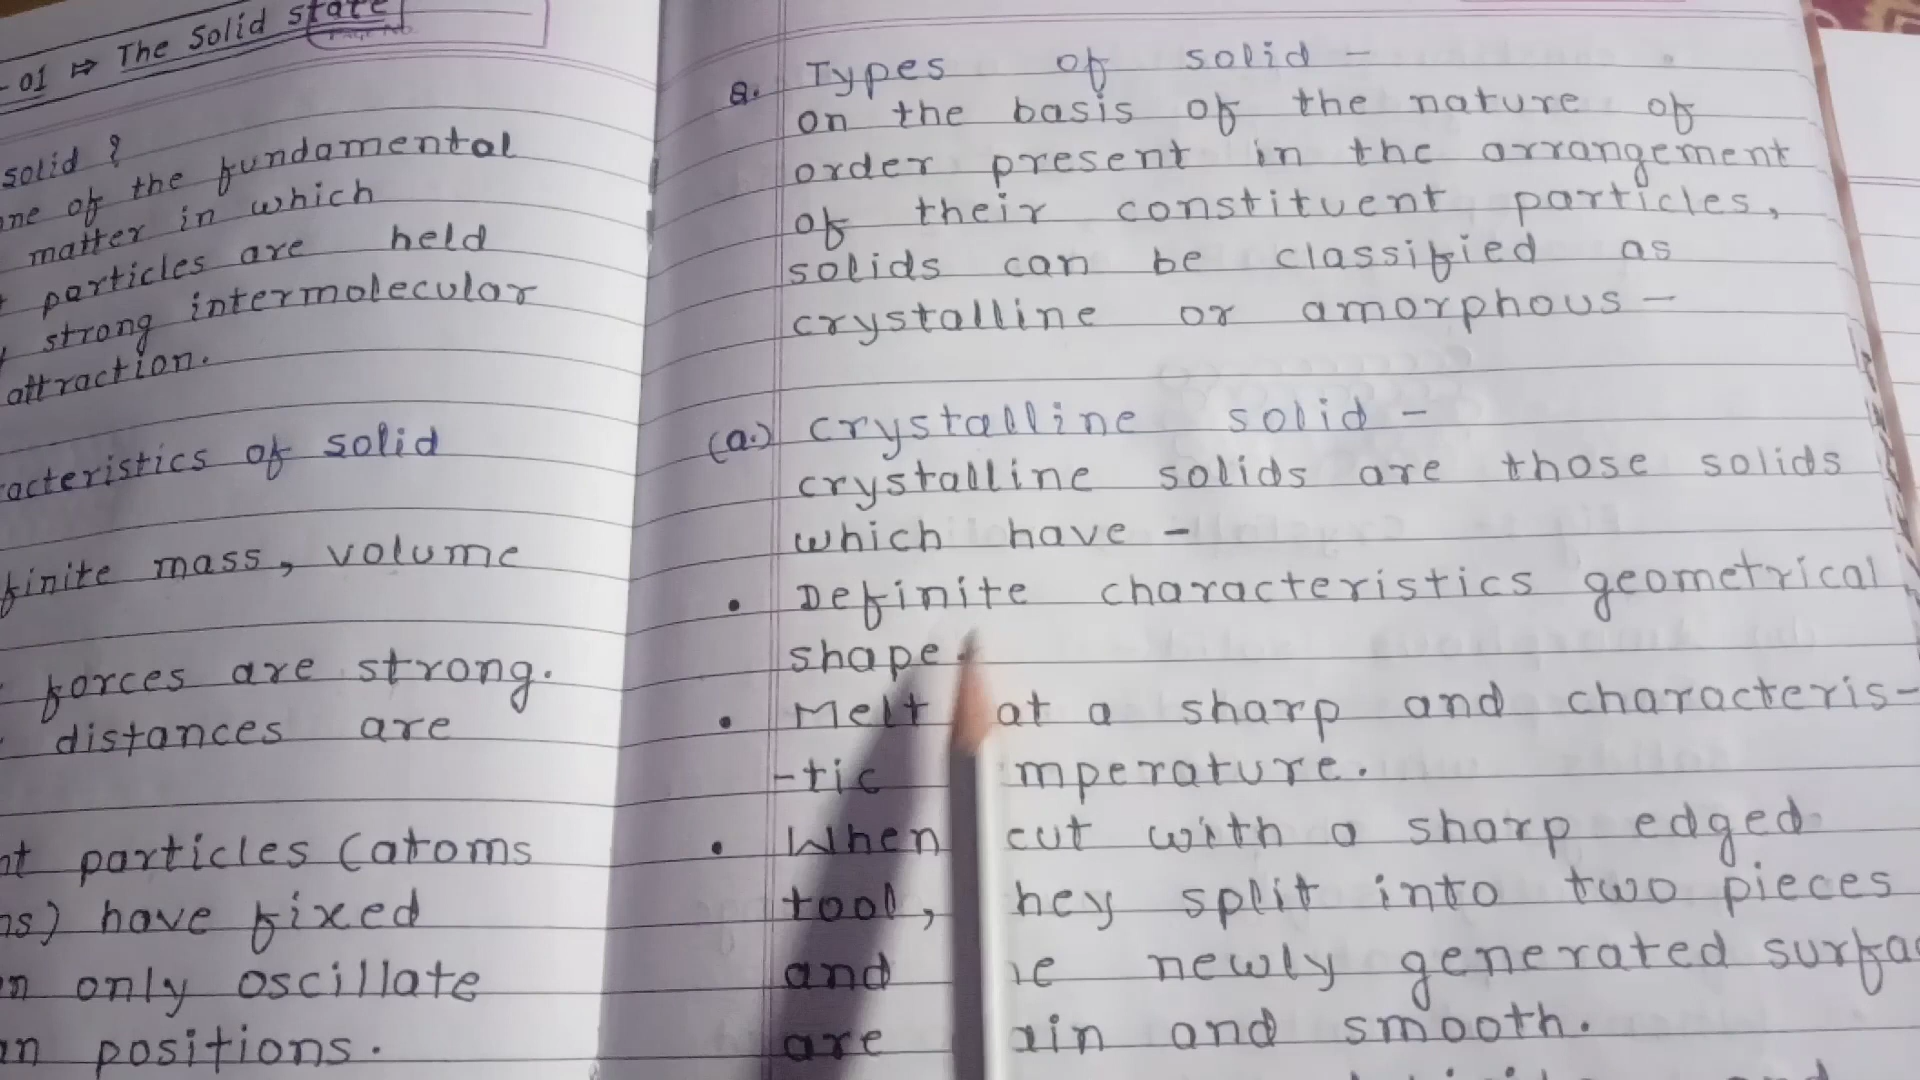 - 01 ⇒ The Solid state
solid ?
one of the fundamental
matter in which
particles are held
strong intermolecular
attraction.
acteristics of solid
finite mass, volume
forces are strong.
distances are
nt particles (atoms
ns) have fixed
n only oscillate
an positions.
Q. Types of solid -
on the basis of the nature of
order present in the arrangement
of their constituent particles,
solids can be classified as
crystalline or amorphous -
(a.) crystalline solid -
crystalline solids are those solids
which have -
• Definite characteristics geometrical
shape.
• Melt at a sharp and characteris-
-tic mperature.
• When cut with a sharp edged
tool, hey split into two pieces
and newly generated surfa
are and smooth.